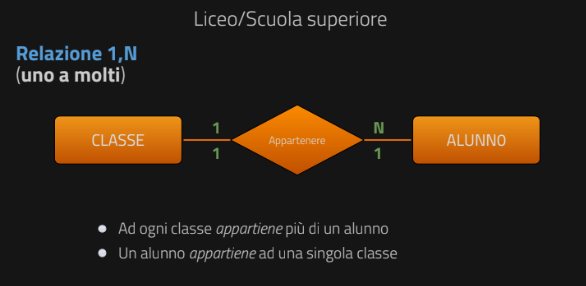 Liceo/Scuola superiore
Relazione 1,N
(uno a molti)
CLASSE
1
1
Appartenere
N
1
ALUNNO
Ad ogni classe appartiene più di un alunno
Un alunno appartiene ad una singola classe